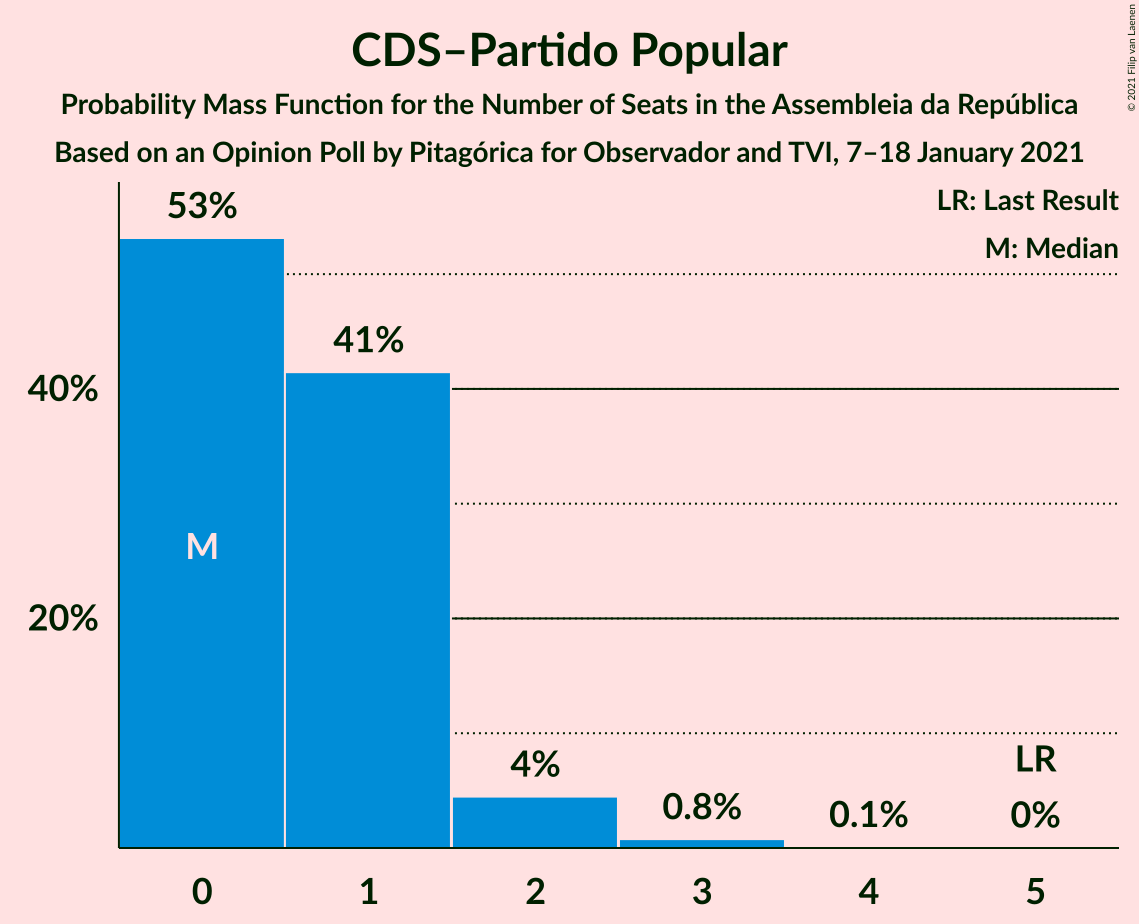 CDS–Partido Popular
Probability Mass Function for the Number of Seats in the Assembleia da República
Based on an Opinion Poll by Pitagórica for Observador and TVI, 7–18 January 2021
© 2021 Filip van Laenen
LR: Last Result
M: Median
53%
41%
40%
M
20%
4%
0.8%
0.1%
LR
0%
0 1 2 3 4 5